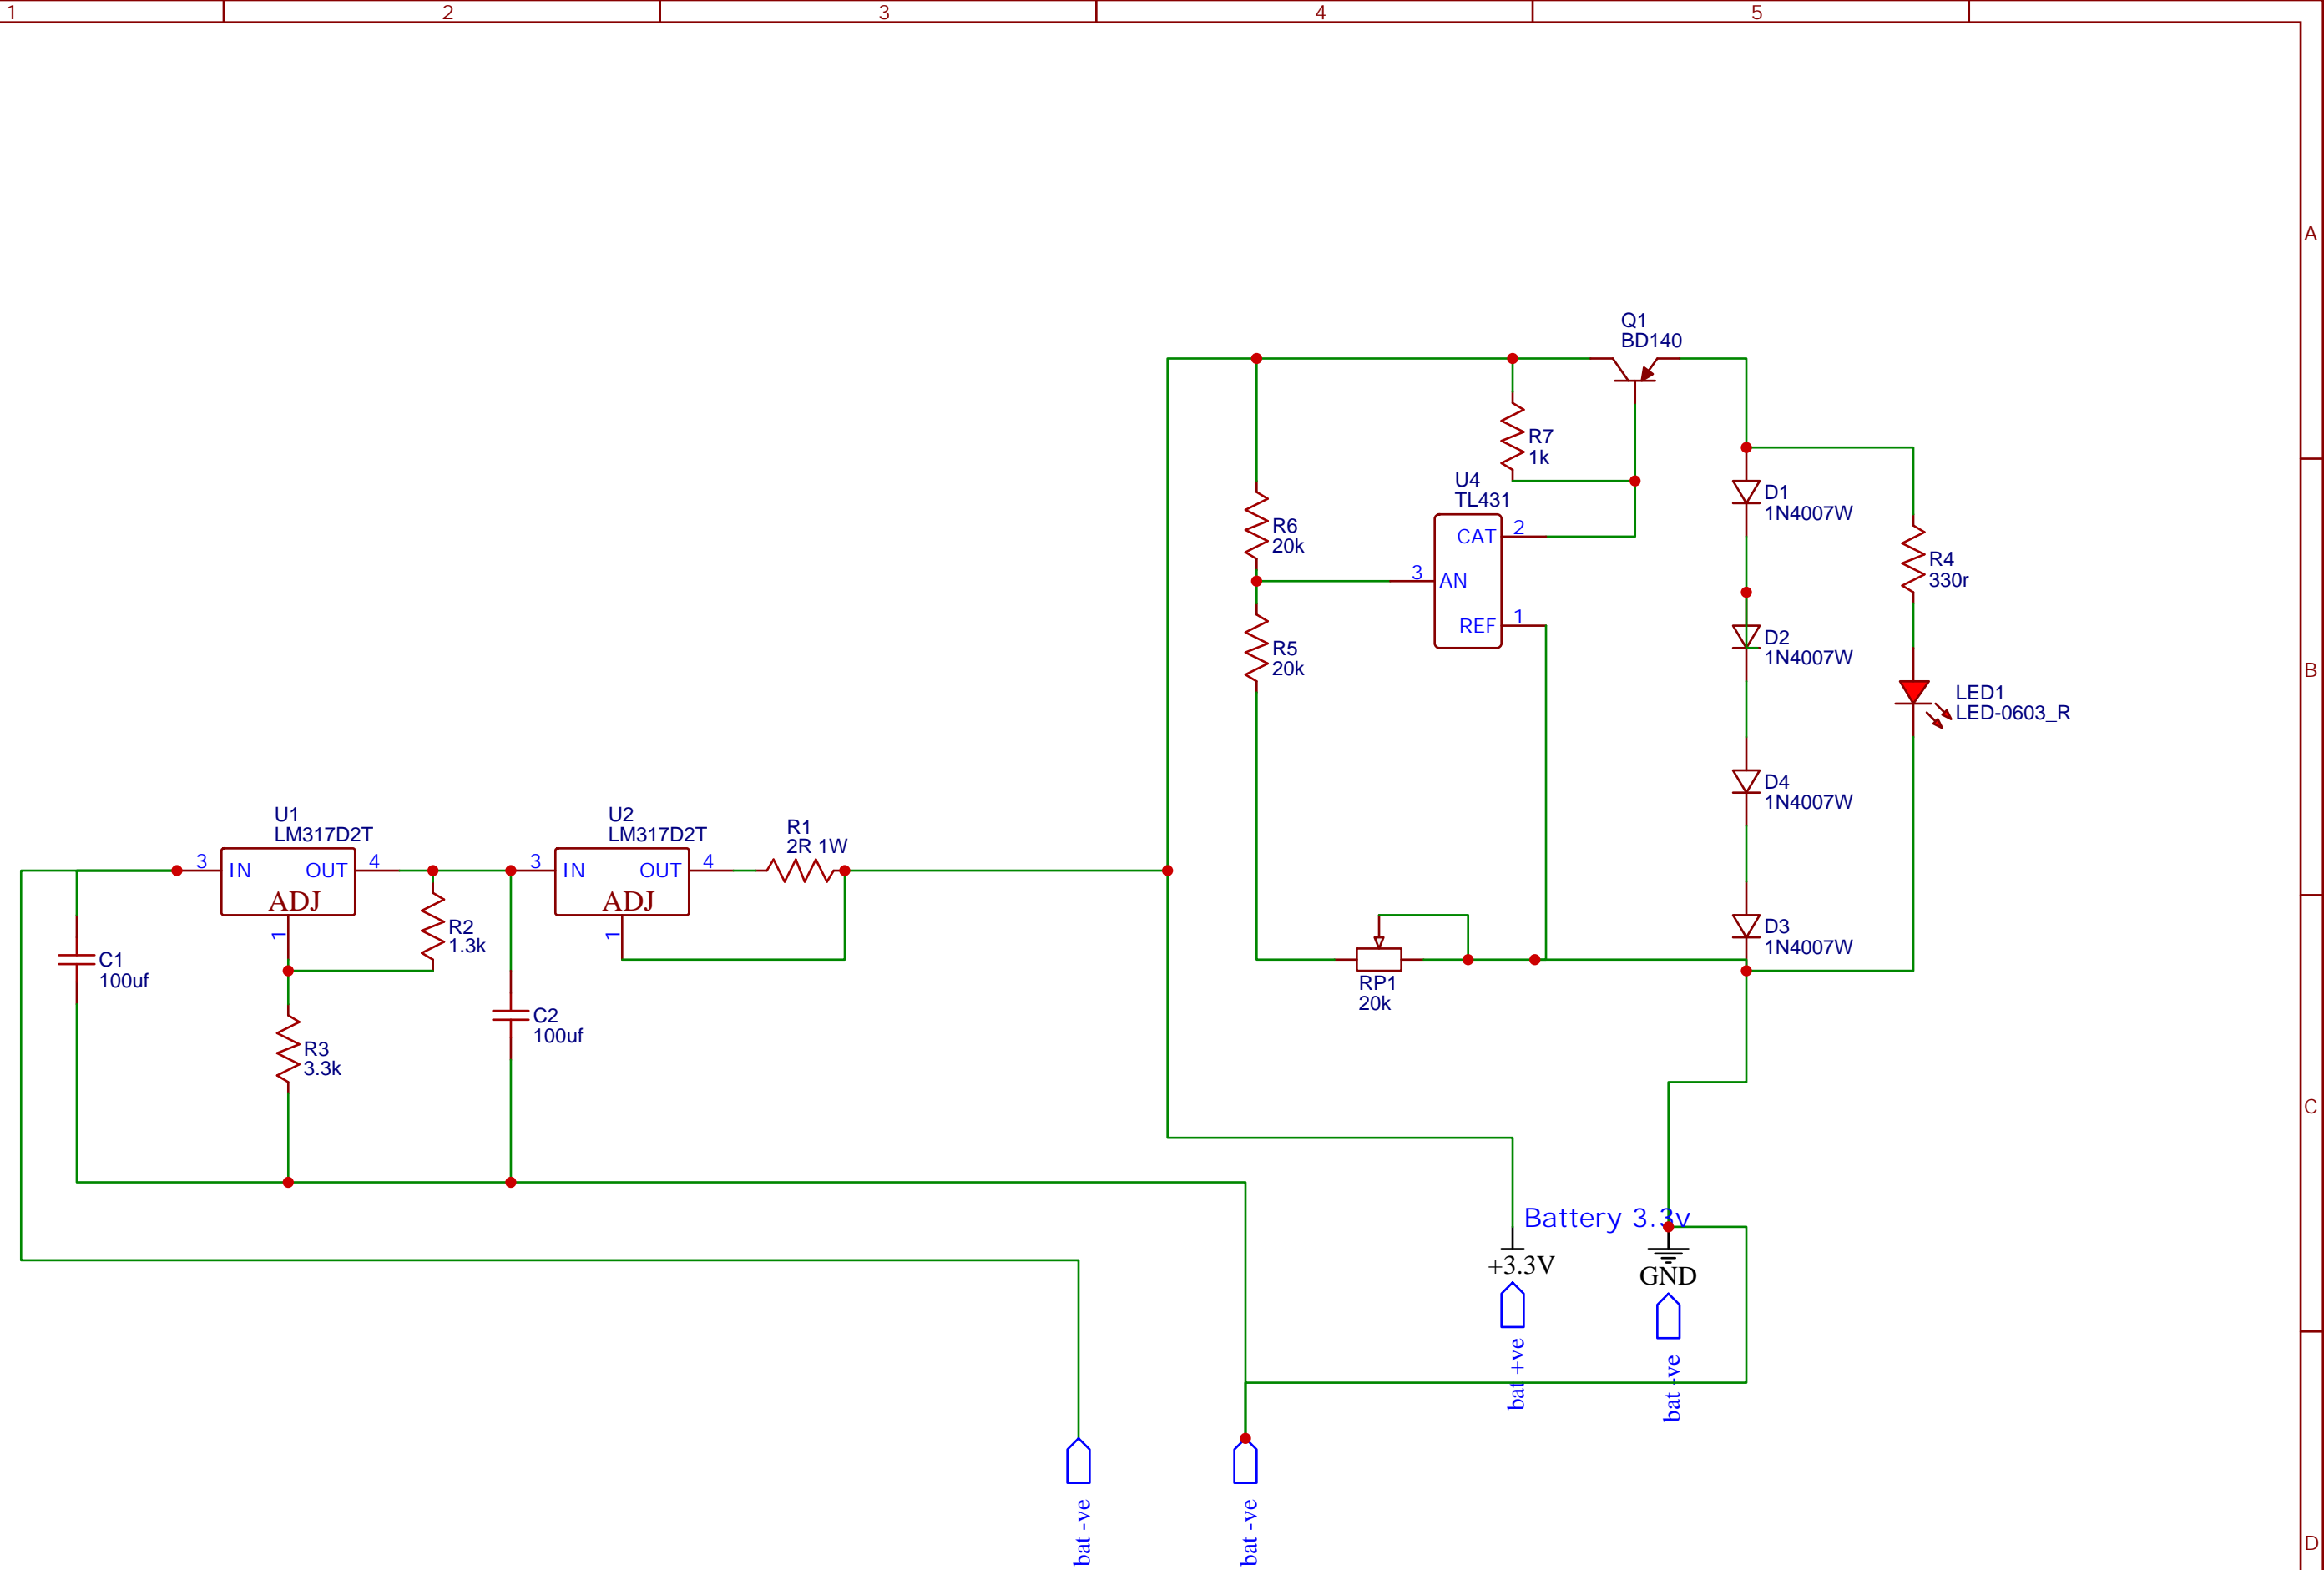 1
2
3
4
5
A
B
C
D
Q1
BD140
R7
1k
U4
TL431
CAT
2
3
AN
REF
1
R6
20k
R5
20k
D1
1N4007W
D2
1N4007W
D4
1N4007W
D3
1N4007W
R4
330r
LED1
LED-0603_R
U1
LM317D2T
3
IN
OUT
4
ADJ
1
U2
LM317D2T
3
IN
OUT
4
ADJ
1
R1
2R 1W
R2
1.3k
C1
100uf
R3
3.3k
C2
100uf
RP1
20k
Battery 3.3v
+3.3V
GND
bat +ve
bat -ve
bat -ve
bat -ve